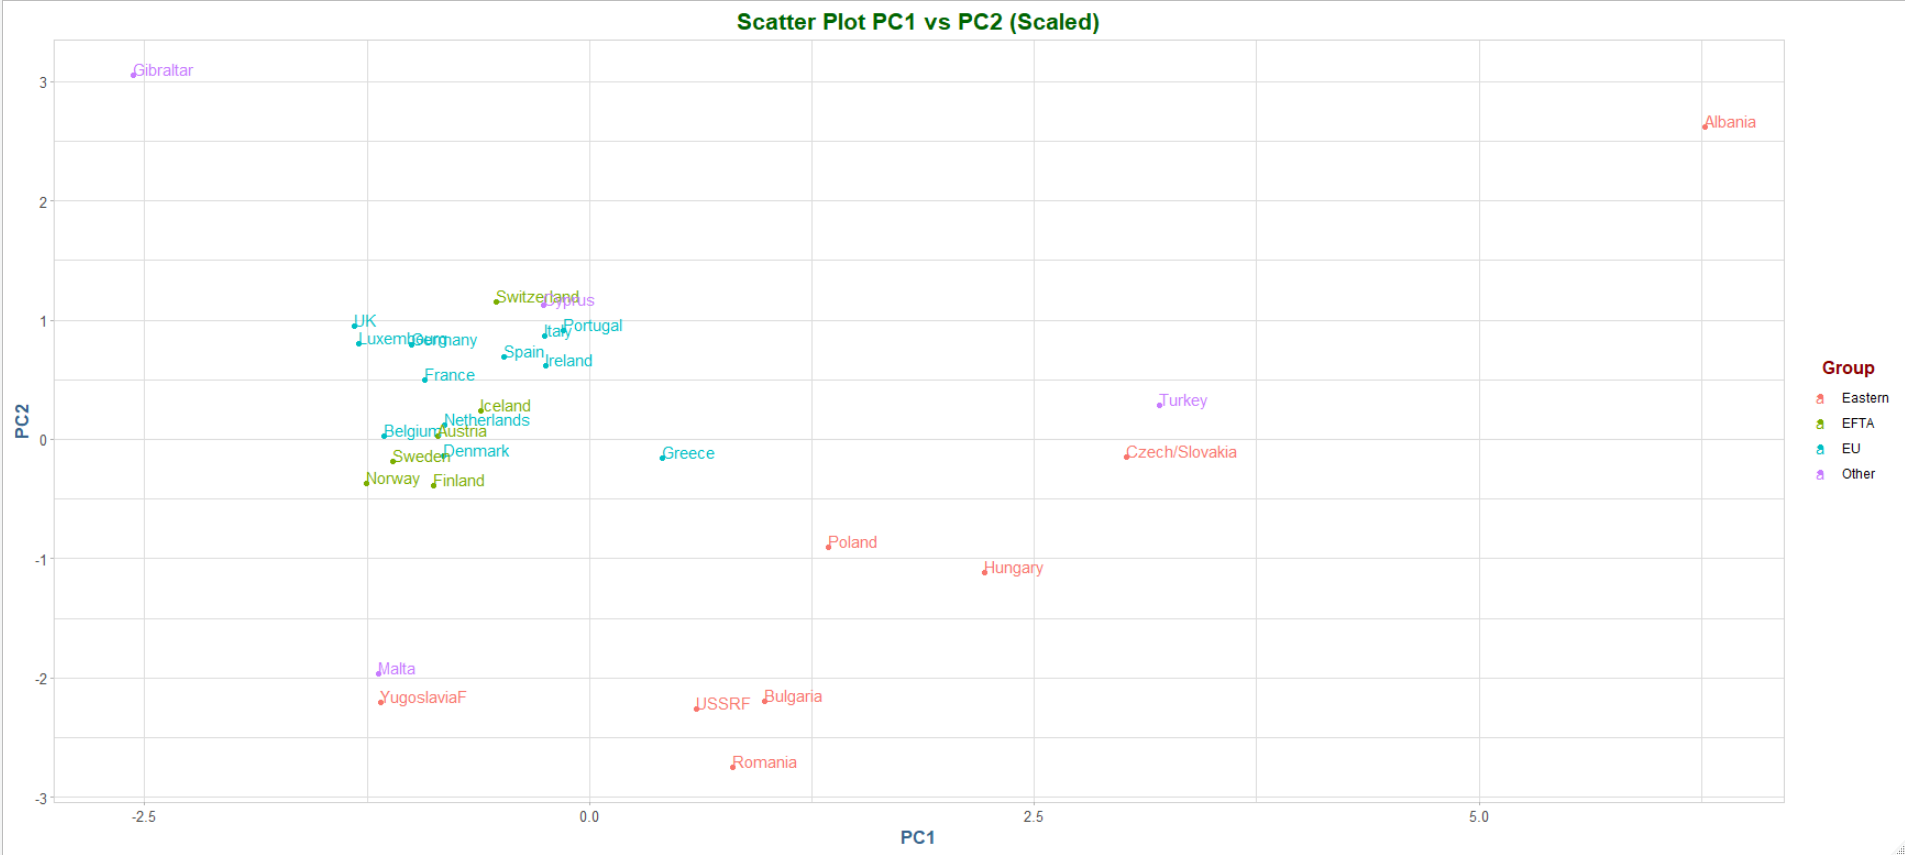 Scatter Plot PC1 vs PC2 (Scaled)
Gibraltar
3
Albania
2
Switzerland
Cyprus
UK
1
Portugal
Italy
Luxembourg
Germany
Spain
Ireland
France
Group
Eastern
EFTA
EU
Other
Turkey
Iceland
Netherlands
PC2
Belgium
Austria
0
Denmark
Greece
Czech/Slovakia
Sweden
Norway
Finland
Poland
-1
Hungary
Malta
-2
YugoslaviaF
USSRF
Bulgaria
Romania
-3
-2.5
0.0
2.5
5.0
PC1